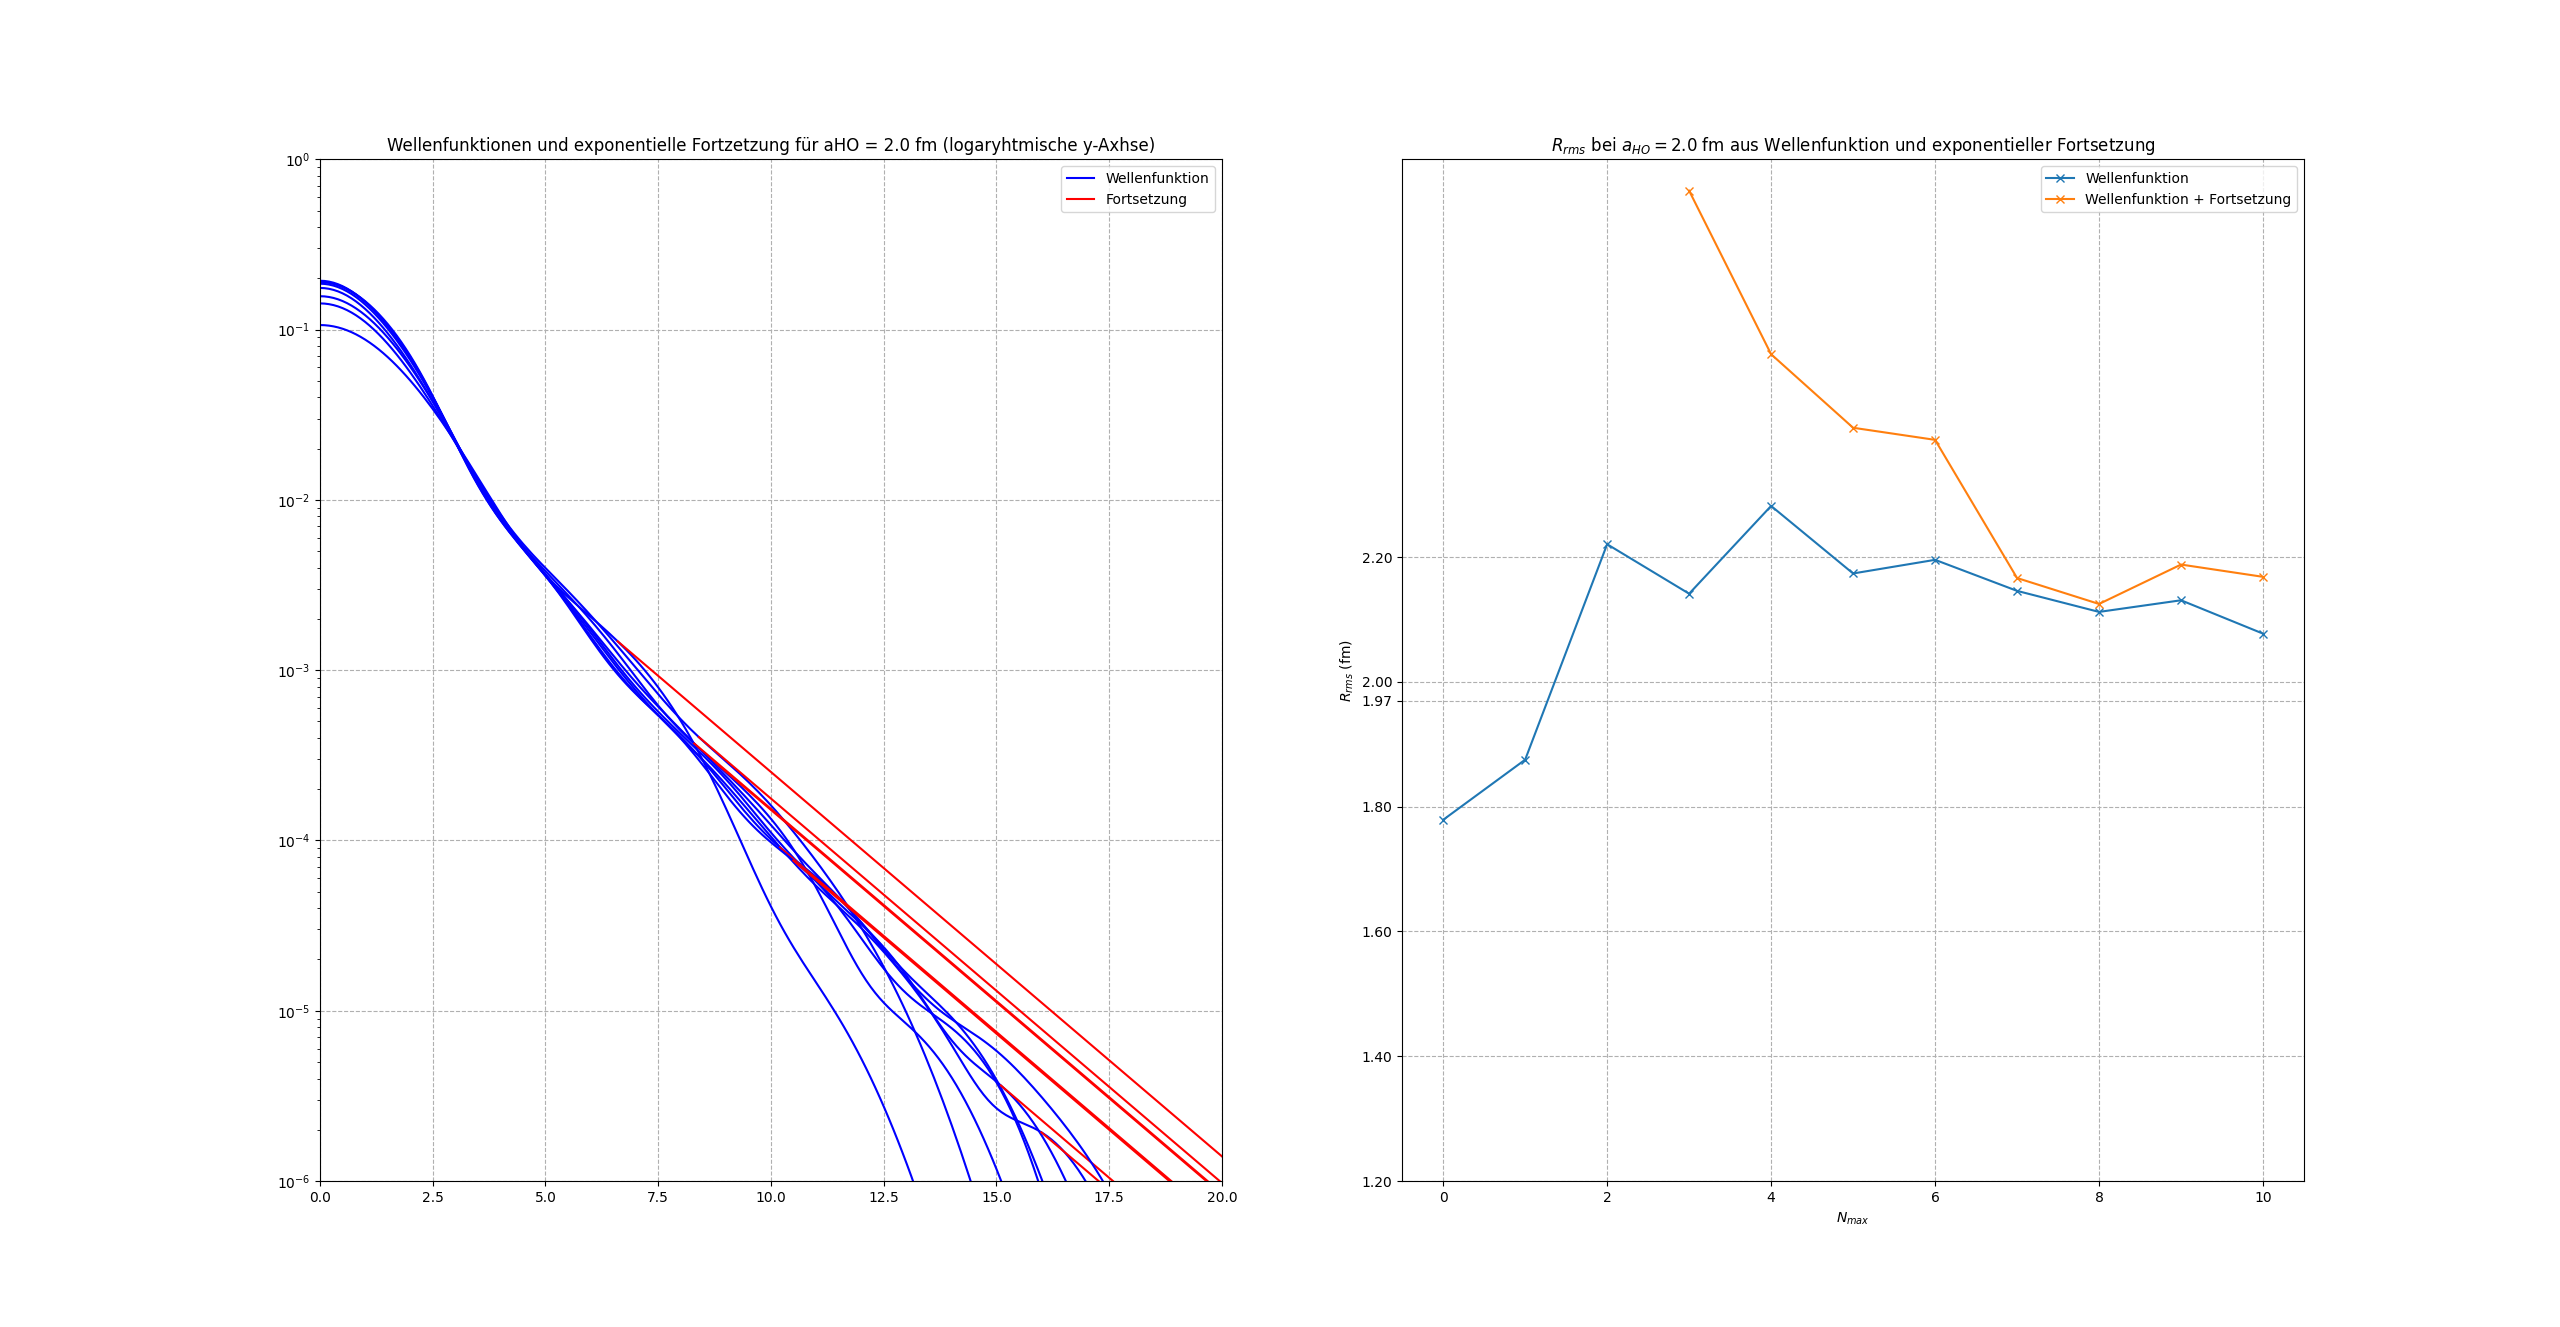 Wellenfunktionen und exponentielle Fortzetzung für aHO = 2.0 fm (logaryhtmische y-Axhse)
10⁰
10⁻¹
10⁻²
10⁻³
10⁻⁴
10⁻⁵
10⁻⁶
0.0 2.5 5.0 7.5 10.0 12.5 15.0 17.5 20.0
Wellenfunktion
Fortsetzung
R_rms bei a_HO = 2.0 fm aus Wellenfunktion und exponentieller Fortsetzung
Wellenfunktion
Wellenfunktion + Fortsetzung
R_rms (fm)
2.20
2.00
1.97
1.80
1.60
1.40
1.20
0 2 4 6 8 10
N_max